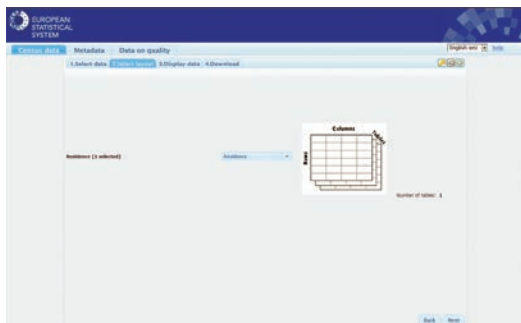 EUROPEAN
STATISTICAL
SYSTEM
Census data Metadata Data on quality
English (en) help
1.Select data 2.Select layout 3.Display data 4.Download
Columns
Tables
Rows
Residence (1 selected) Residence
Number of tables: 1
Back Next